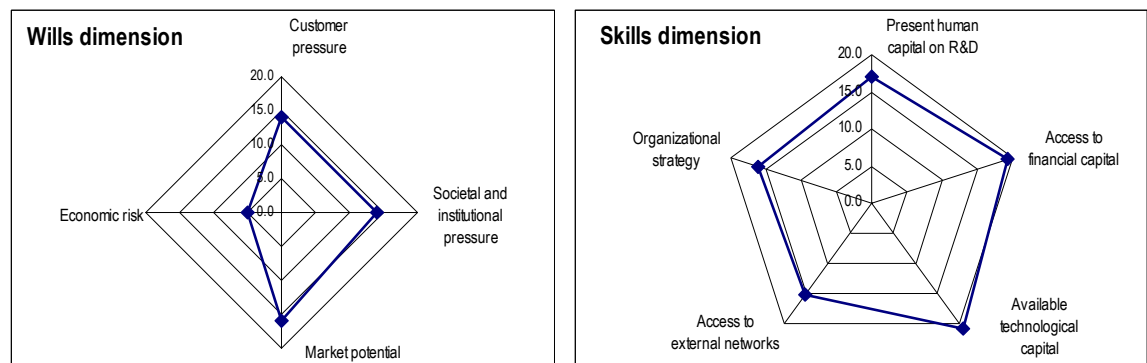 Wills dimension
Customer
pressure
20.0
15.0
10.0
5.0
0.0
Economic risk
Societal and
institutional
pressure
Market potential
Skills dimension
Present human
capital on R&D
20.0
15.0
10.0
5.0
0.0
Organizational
strategy
Access to
financial capital
Access to
external networks
Available
technological
capital